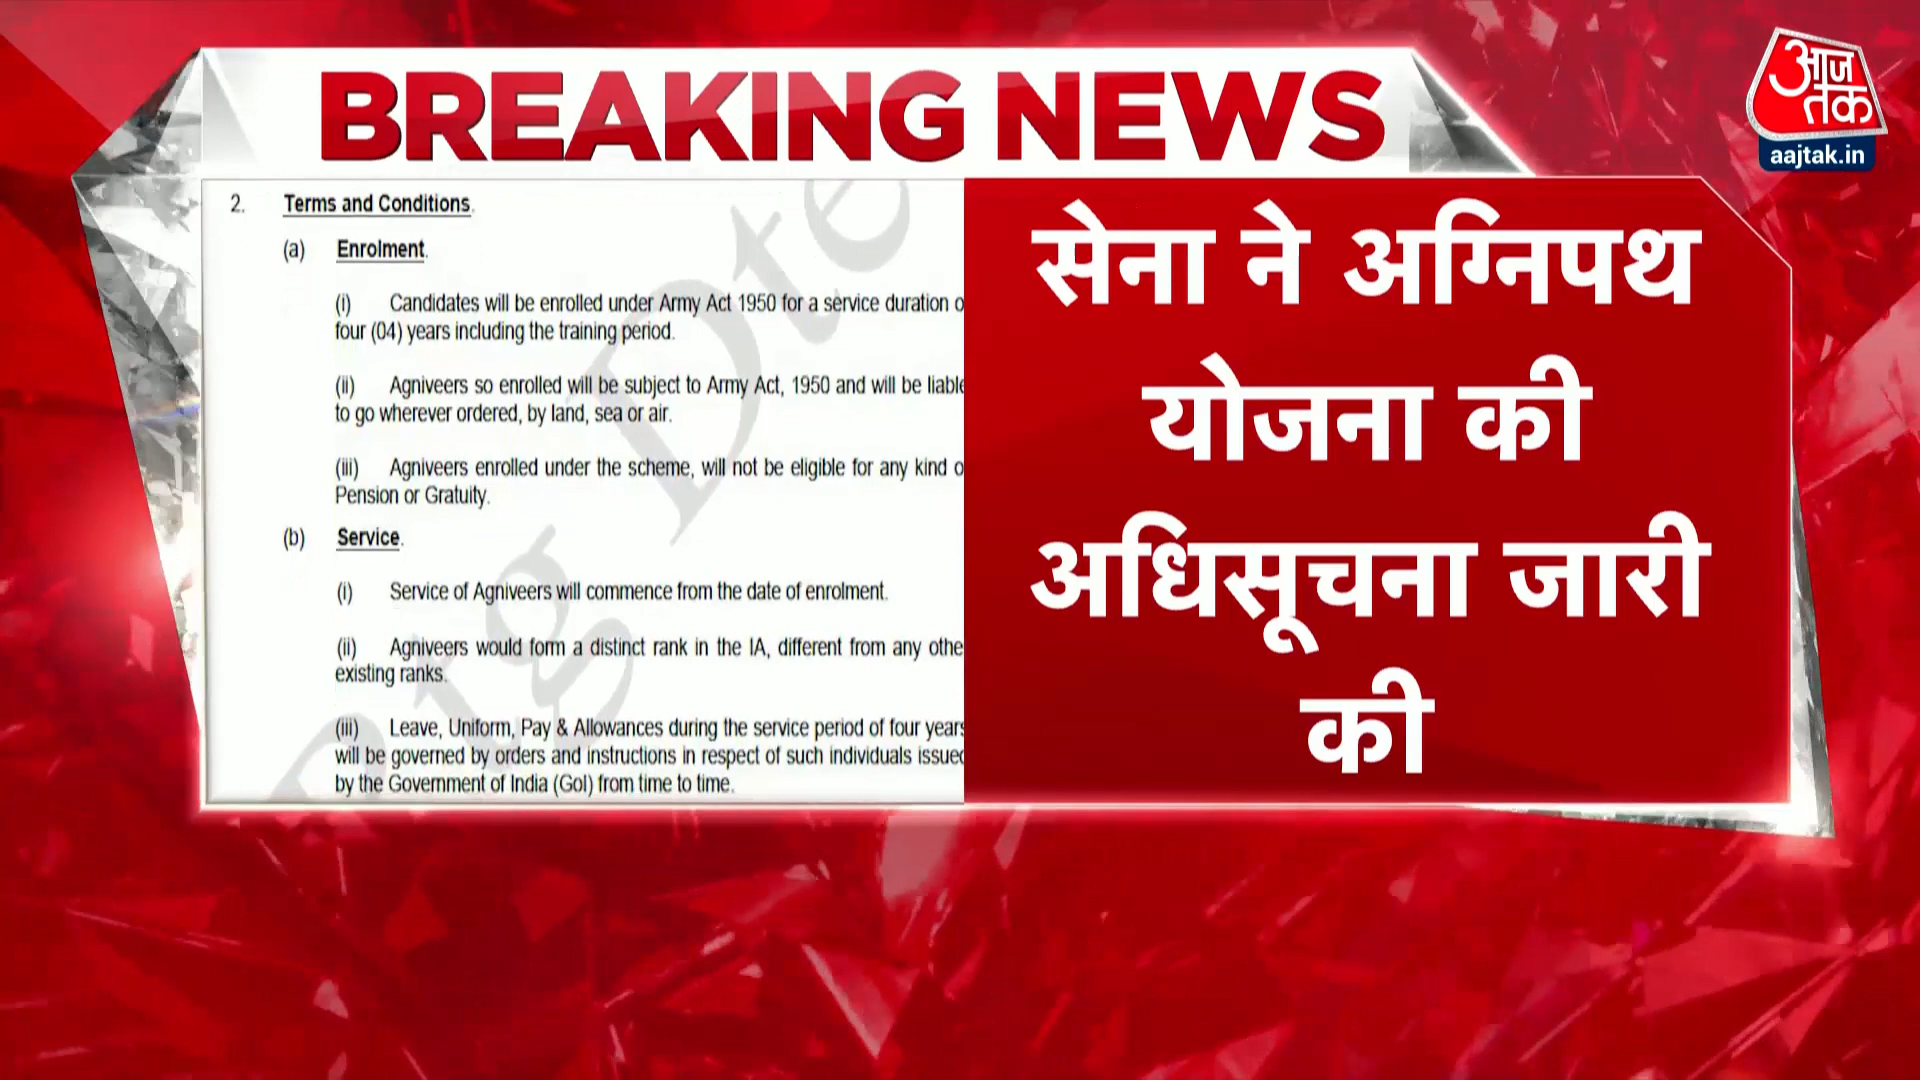 BREAKING NEWS
आज
तक
aajtak.in
2. Terms and Conditions.
(a) Enrolment.
(i) Candidates will be enrolled under Army Act 1950 for a service duration o
four (04) years including the training period.
(ii) Agniveers so enrolled will be subject to Army Act, 1950 and will be liable
to go wherever ordered, by land, sea or air.
(iii) Agniveers enrolled under the scheme, will not be eligible for any kind o
Pension or Gratuity.
(b) Service.
(i) Service of Agniveers will commence from the date of enrolment.
(ii) Agniveers would form a distinct rank in the IA, different from any othe
existing ranks.
(iii) Leave, Uniform, Pay & Allowances during the service period of four years
will be governed by orders and instructions in respect of such individuals issued
by the Government of India (GoI) from time to time.
Rtg Dte
सेना ने अग्निपथ
योजना की
अधिसूचना जारी
की